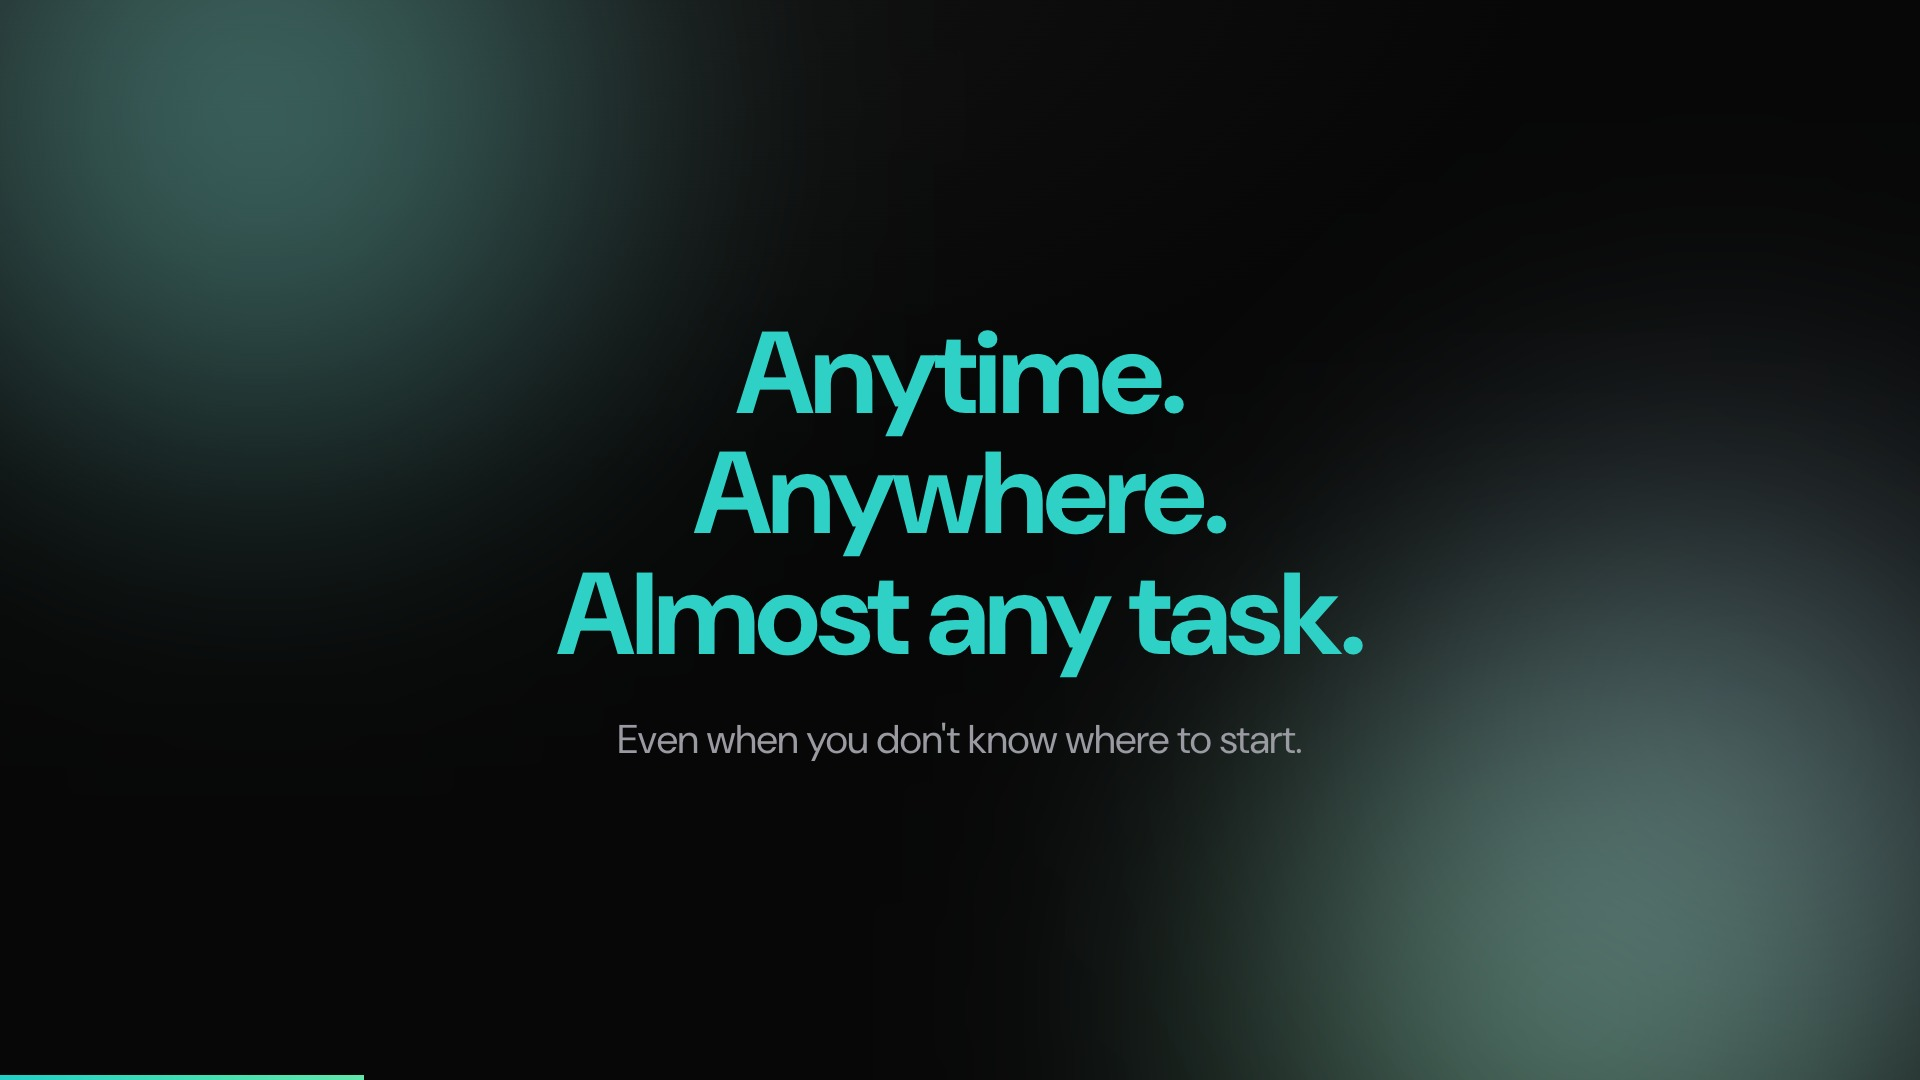 Anytime.
Anywhere.
Almost any task.
Even when you don't know where to start.